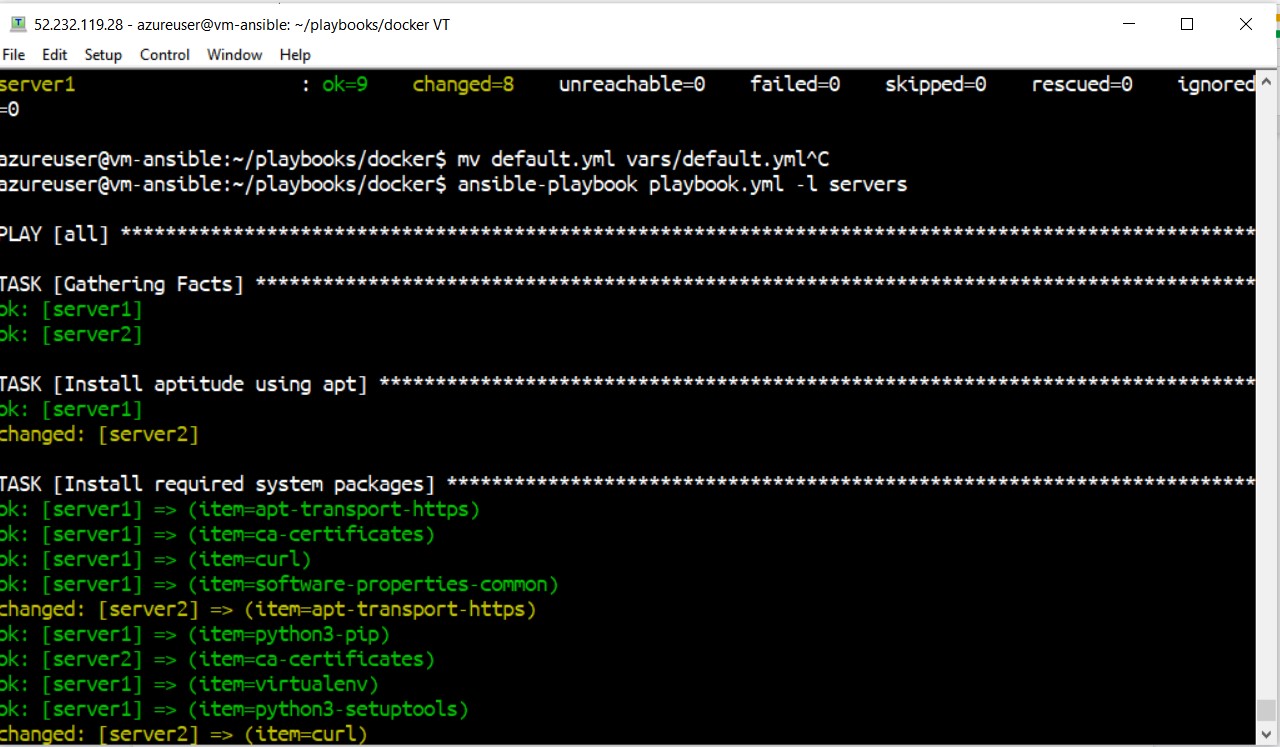 52.232.119.28 - azureuser@vm-ansible: ~/playbooks/docker VT
File Edit Setup Control Window Help
server1 : ok=9 changed=8 unreachable=0 failed=0 skipped=0 rescued=0 ignored
=0
azureuser@vm-ansible:~/playbooks/docker$ mv default.yml vars/default.yml^C
azureuser@vm-ansible:~/playbooks/docker$ ansible-playbook playbook.yml -l servers
PLAY [all] *****************************************************************************************************
TASK [Gathering Facts] *****************************************************************************************
ok: [server1]
ok: [server2]
TASK [Install aptitude using apt] ******************************************************************************
ok: [server1]
changed: [server2]
TASK [Install required system packages] ************************************************************************
ok: [server1] => (item=apt-transport-https)
ok: [server1] => (item=ca-certificates)
ok: [server1] => (item=curl)
ok: [server1] => (item=software-properties-common)
changed: [server2] => (item=apt-transport-https)
ok: [server1] => (item=python3-pip)
ok: [server2] => (item=ca-certificates)
ok: [server1] => (item=virtualenv)
ok: [server1] => (item=python3-setuptools)
changed: [server2] => (item=curl)